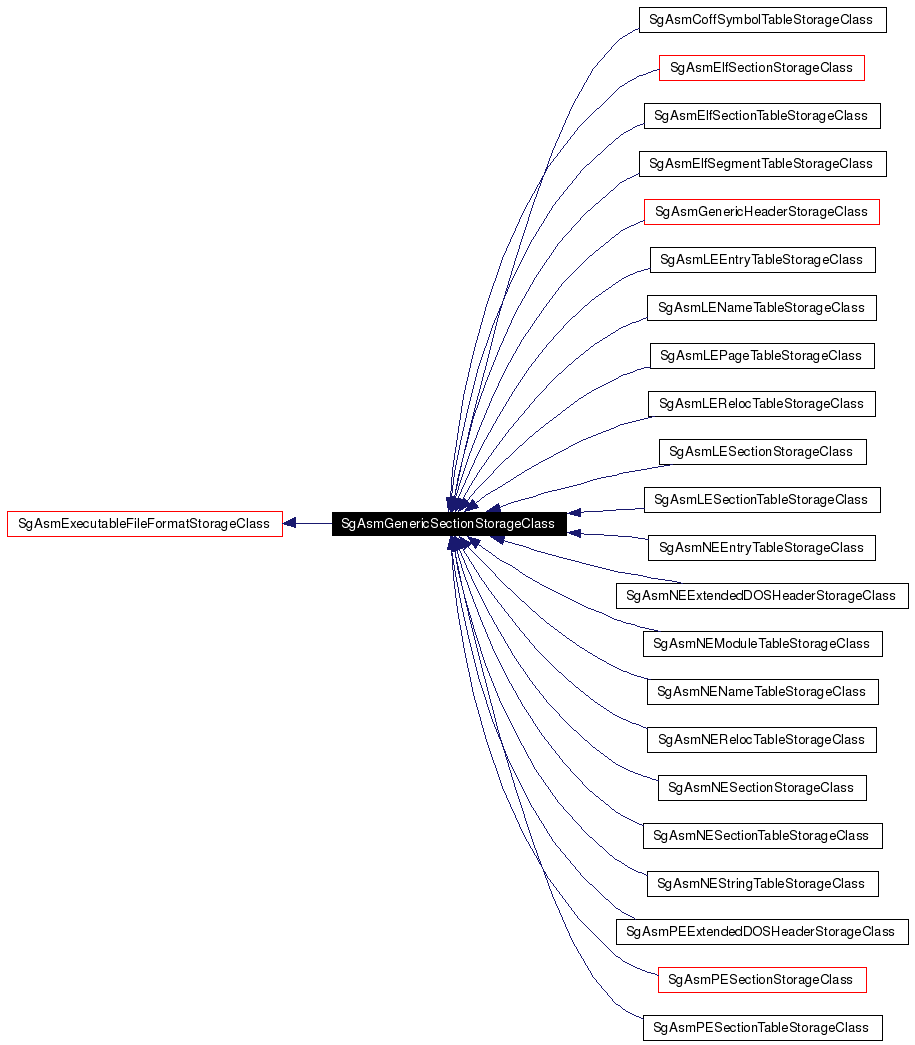 SgAsmCoffSymbolTableStorageClass
SgAsmElfSectionStorageClass
SgAsmElfSectionTableStorageClass
SgAsmElfSegmentTableStorageClass
SgAsmGenericHeaderStorageClass
SgAsmLEEntryTableStorageClass
SgAsmLENameTableStorageClass
SgAsmLEPageTableStorageClass
SgAsmLERelocTableStorageClass
SgAsmLESectionStorageClass
SgAsmLESectionTableStorageClass
SgAsmExecutableFileFormatStorageClass
SgAsmGenericSectionStorageClass
SgAsmNEEntryTableStorageClass
SgAsmNEExtendedDOSHeaderStorageClass
SgAsmNEModuleTableStorageClass
SgAsmNENameTableStorageClass
SgAsmNERelocTableStorageClass
SgAsmNESectionStorageClass
SgAsmNESectionTableStorageClass
SgAsmNEStringTableStorageClass
SgAsmPEExtendedDOSHeaderStorageClass
SgAsmPESectionStorageClass
SgAsmPESectionTableStorageClass